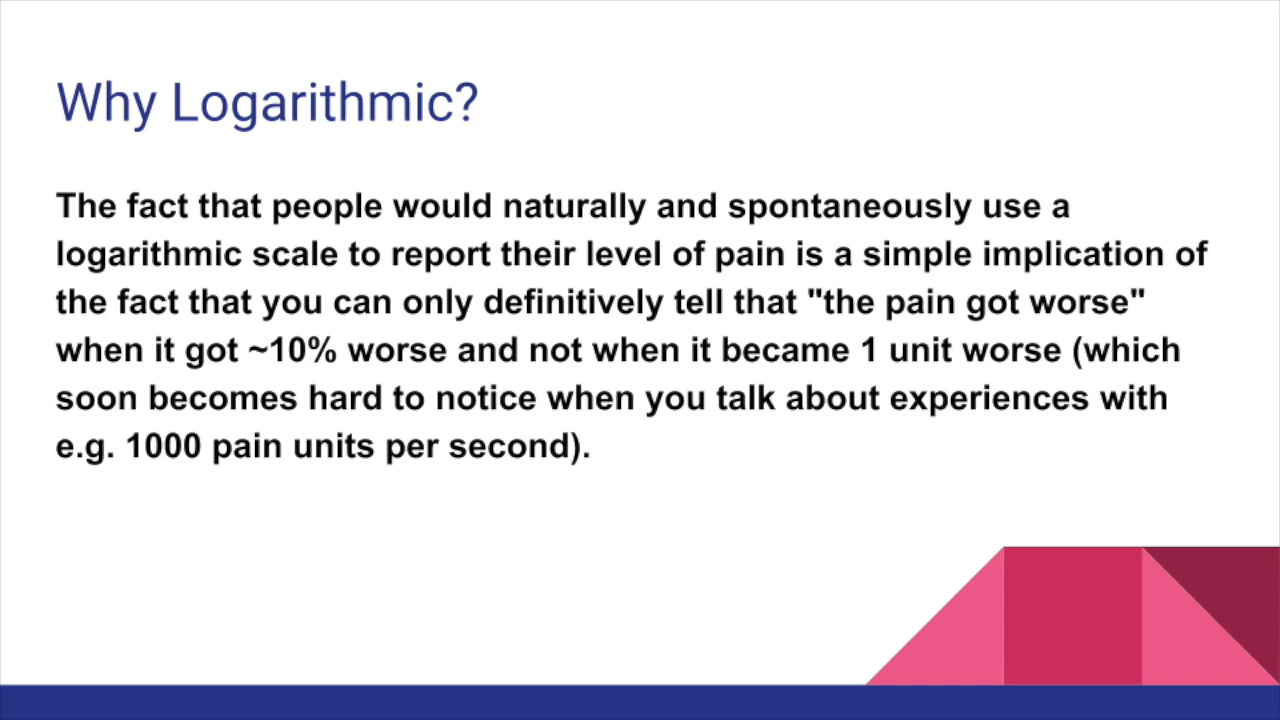 Why Logarithmic?
The fact that people would naturally and spontaneously use a
logarithmic scale to report their level of pain is a simple implication of
the fact that you can only definitively tell that "the pain got worse"
when it got ~10% worse and not when it became 1 unit worse (which
soon becomes hard to notice when you talk about experiences with
e.g. 1000 pain units per second).